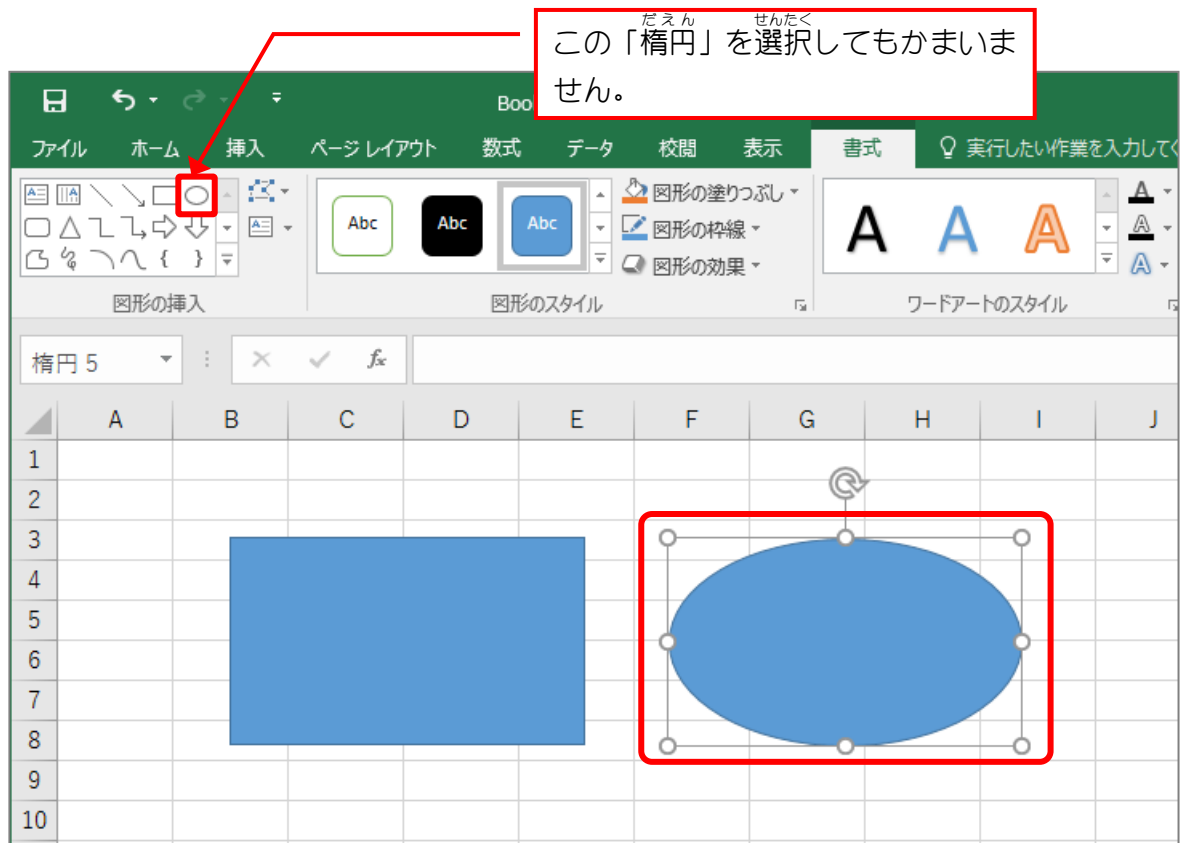 だえん せんたく
この「楕円」を選択してもかまいま
せん。
Boo
ファイル ホーム 挿入 ページ レイアウト 数式 データ 校閲 表示 書式 実行したい作業を入力してく
Abc Abc Abc
図形の塗りつぶし
図形の枠線
図形の効果
A A A
図形の挿入 図形のスタイル ワードアートのスタイル
楕円 5 fx
A B C D E F G H I J
1
2
3
4
5
6
7
8
9
10